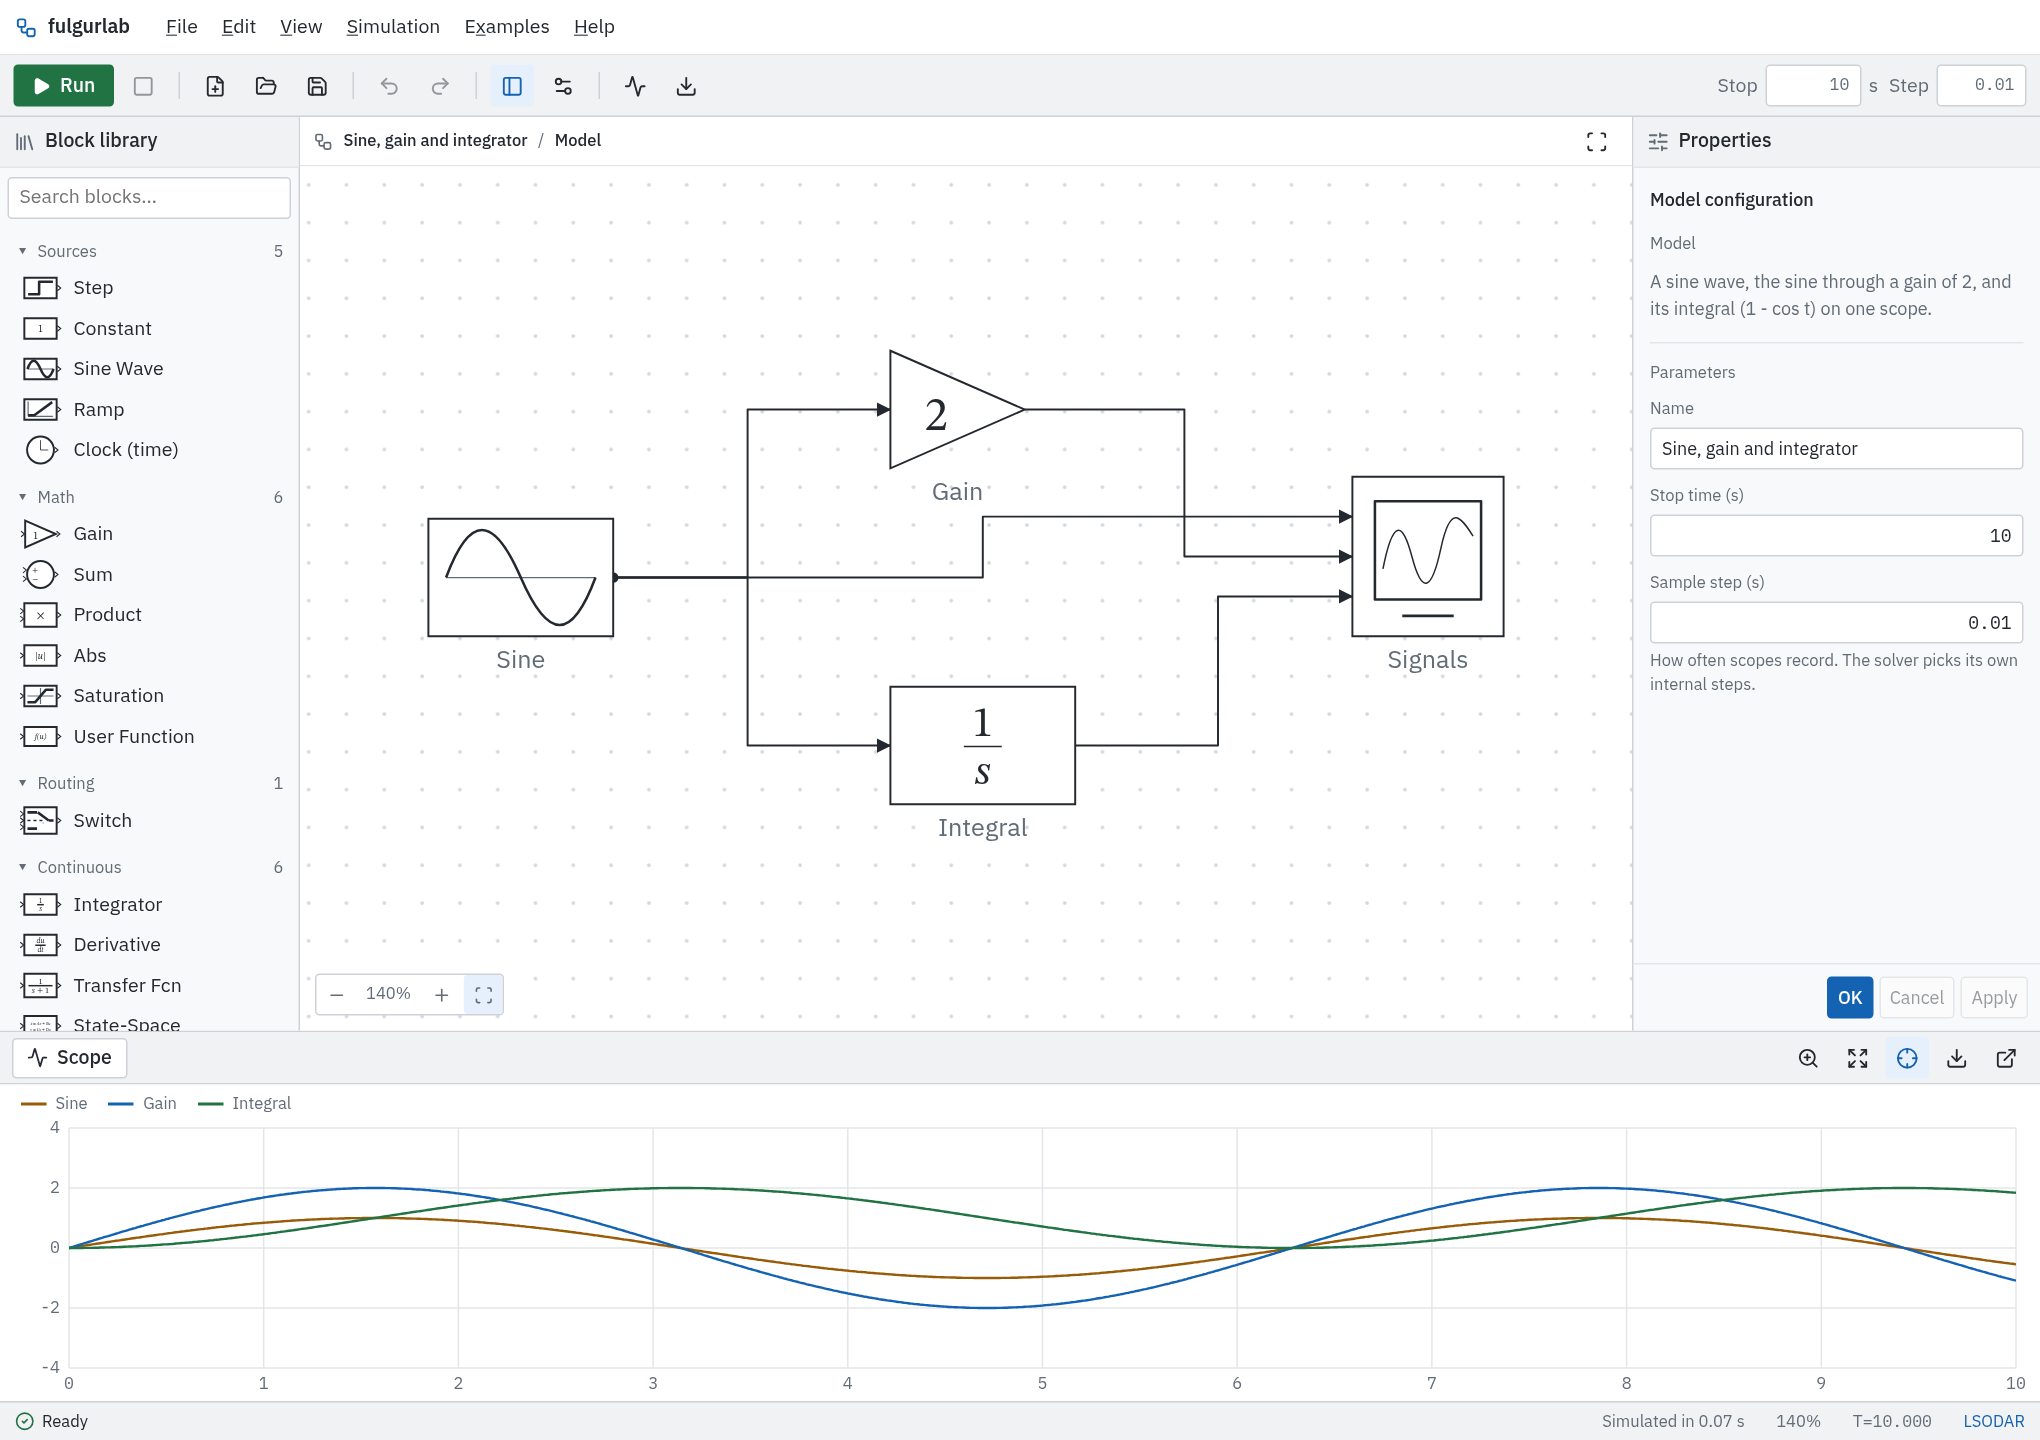 fulgurlab File Edit View Simulation Examples Help
Run Stop 10 s Step 0.01
Block library
Search blocks...
Sources 5
Step
1 Constant
Sine Wave
Ramp
Clock (time)
Math 6
1 Gain
+ − Sum
× Product
|u| Abs
Saturation
f(u) User Function
Routing 1
Switch
Continuous 6
1 s Integrator
du dt Derivative
1 s+1 Transfer Fcn
State-Space
Sine, gain and integrator / Model
2
Gain
Sine
Signals
1
s
Integral
− 140% +
Properties
Model configuration
Model
A sine wave, the sine through a gain of 2, and
its integral (1 - cos t) on one scope.
Parameters
Name
Sine, gain and integrator
Stop time (s)
10
Sample step (s)
0.01
How often scopes record. The solver picks its own
internal steps.
OK Cancel Apply
Scope
Sine Gain Integral
4
2
0
-2
-4
0 1 2 3 4 5 6 7 8 9 10
Ready Simulated in 0.07 s 140% T=10.000 LSODAR